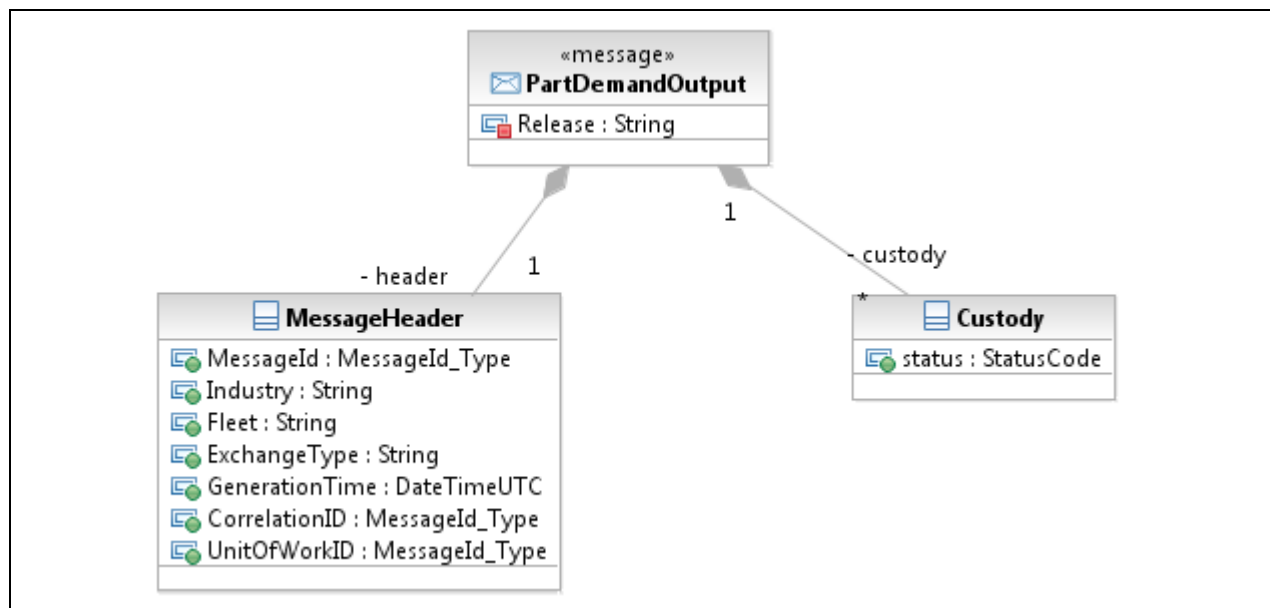 «message»
PartDemandOutput
Release : String
1
- custody
- header
1
*
MessageHeader
MessageId : MessageId_Type
Industry : String
Fleet : String
ExchangeType : String
GenerationTime : DateTimeUTC
CorrelationID : MessageId_Type
UnitOfWorkID : MessageId_Type
Custody
status : StatusCode